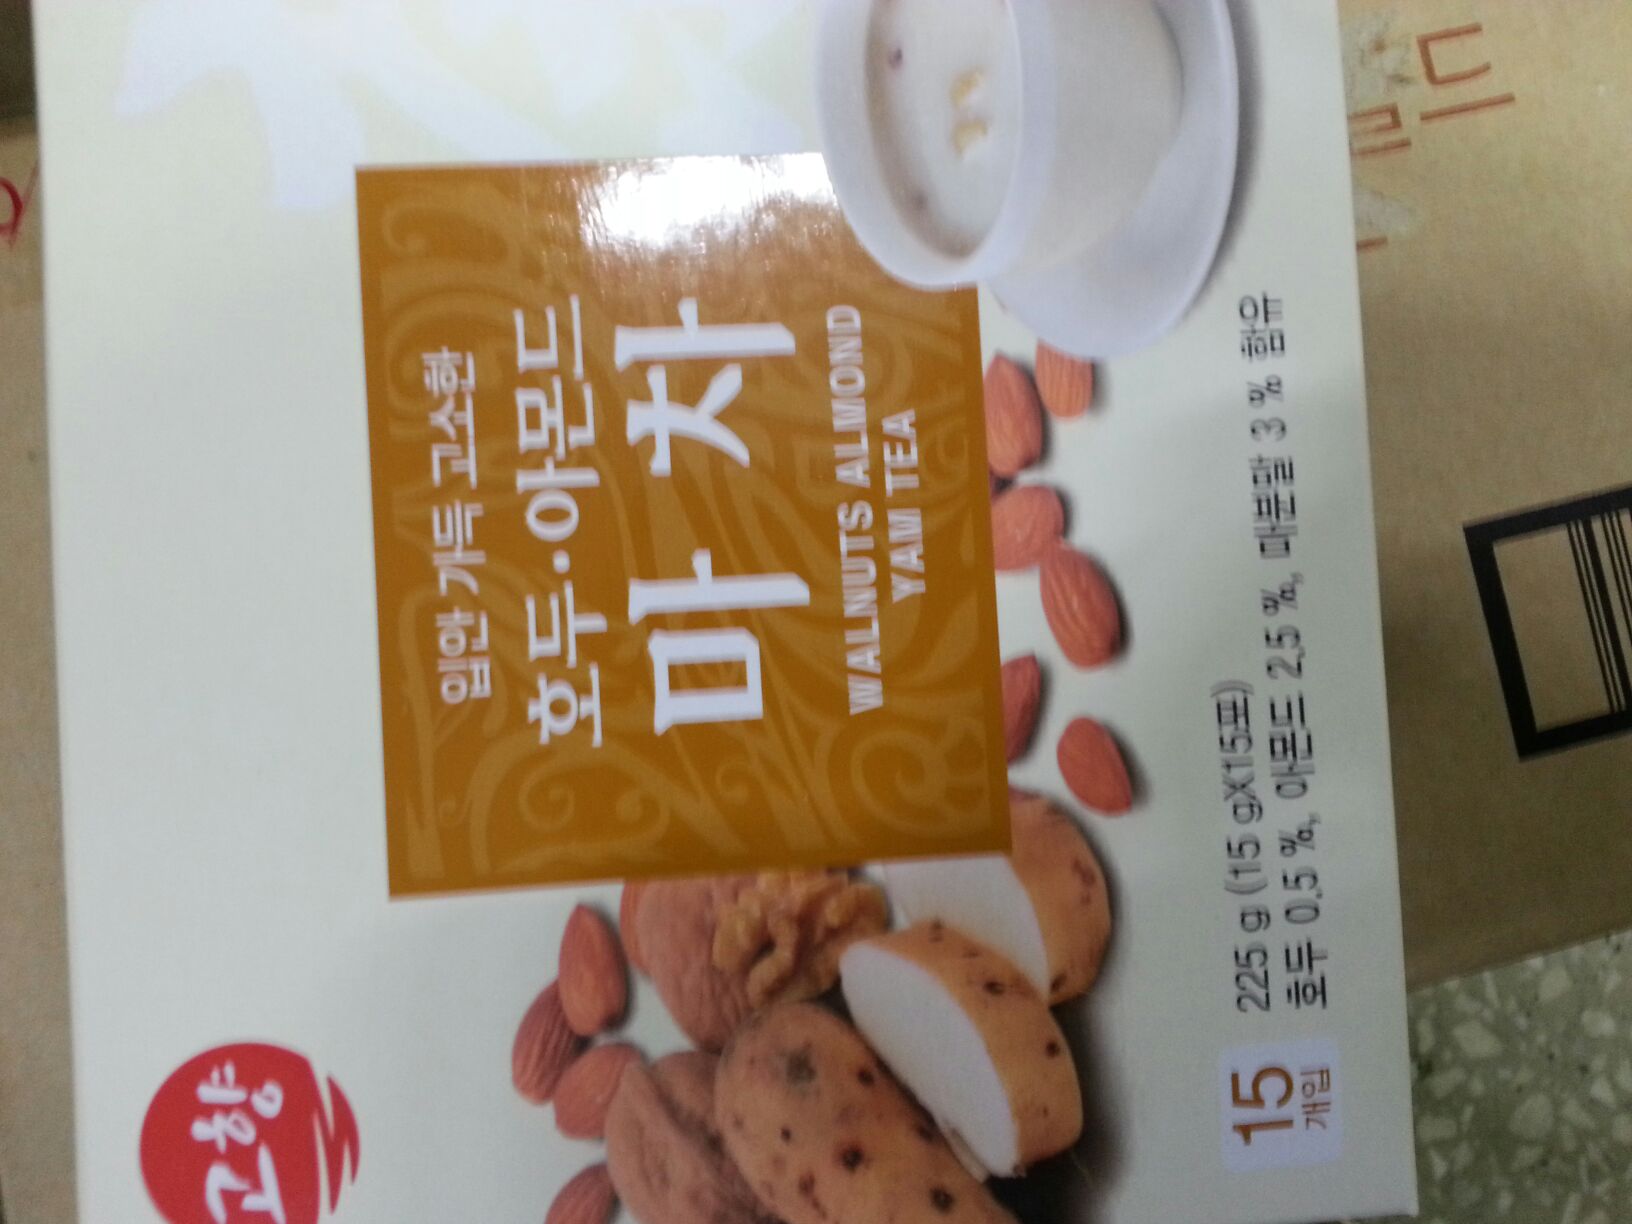 고향
입안 가득 고소한
호두·아몬드
마 차
WALNUTS ALMOND
YAM TEA
15
개입
225 g (15 gX15포)
호두 0.5 %, 아몬드 2.5 %, 마분말 3 % 함유